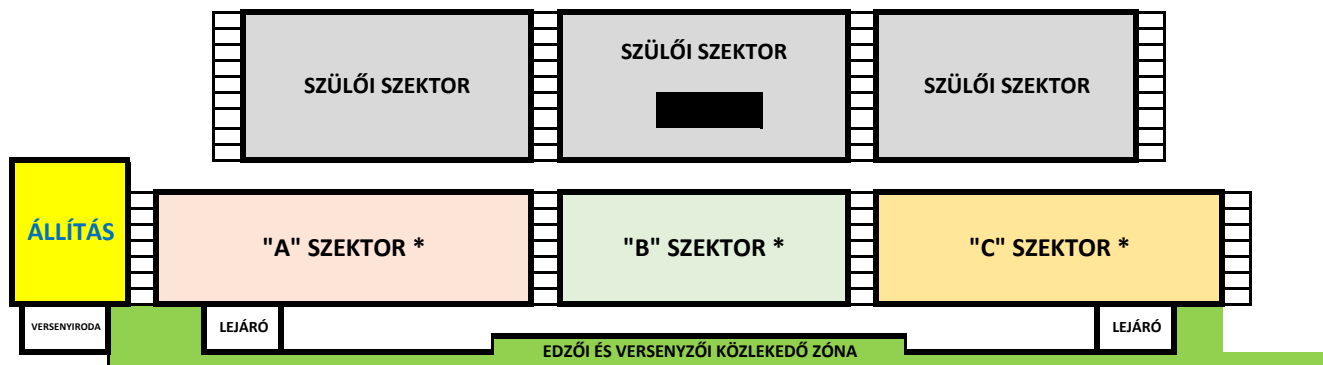 SZÜLŐI SZEKTOR
SZÜLŐI SZEKTOR
SZÜLŐI SZEKTOR
ÁLLÍTÁS
"A" SZEKTOR *
"B" SZEKTOR *
"C" SZEKTOR *
VERSENYIRODA
LEJÁRÓ
LEJÁRÓ
EDZŐI ÉS VERSENYZŐI KÖZLEKEDŐ ZÓNA